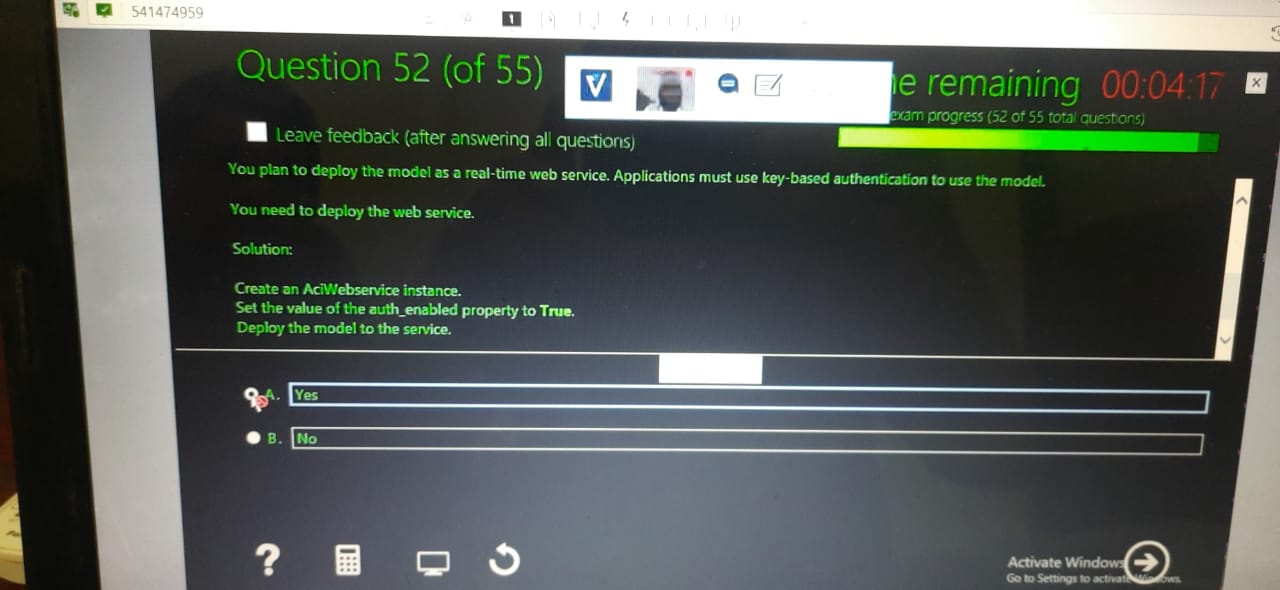 541474959
Question 52 (of 55)
e remaining 00:04:17
exam progress (52 of 55 total questions)
Leave feedback (after answering all questions)
You plan to deploy the model as a real-time web service. Applications must use key-based authentication to use the model.
You need to deploy the web service.
Solution:
Create an AciWebservice instance.
Set the value of the auth_enabled property to True.
Deploy the model to the service.
A. Yes
B. No
Activate Windows
Go to Settings to activate Windows.